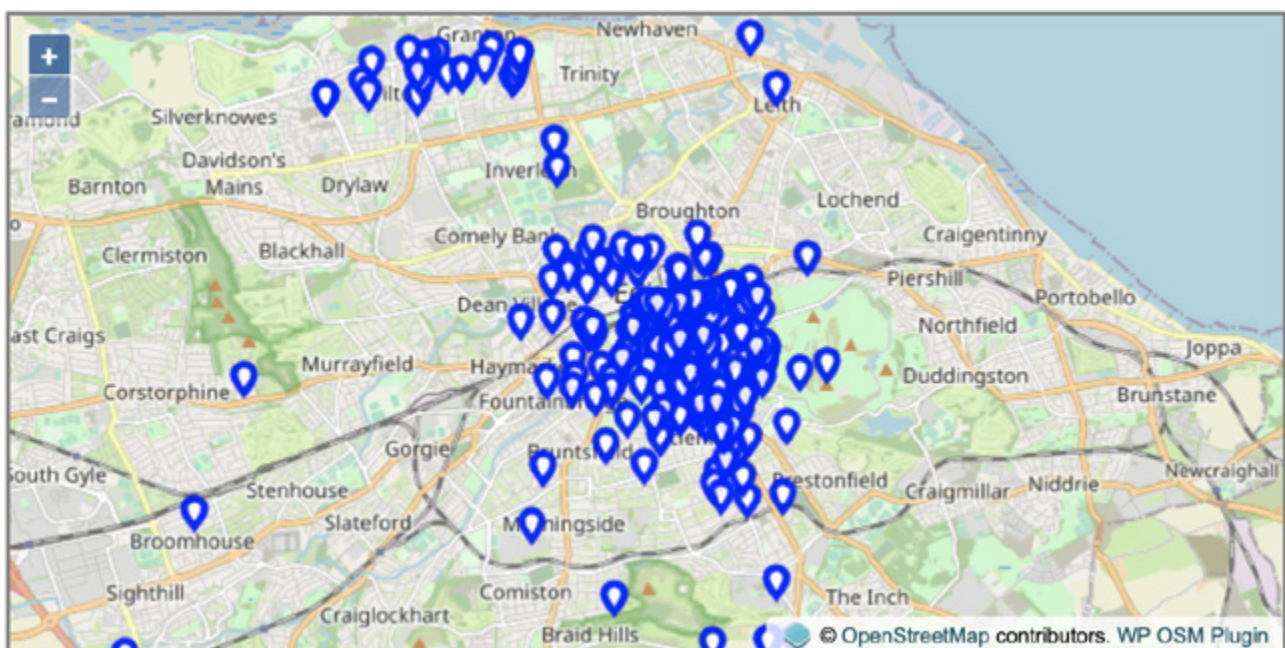 Granton
Newhaven
Trinity
Leith
Silverknowes
Davidson's
Mains
Barnton
Drylaw
Lochend
Broughton
Craigentinny
Clermiston
Blackhall
Comely Bank
Piershill
Portobello
Dean Village
Northfield
ast Craigs
Murrayfield
Joppa
Duddingston
Corstorphine
Brunstane
Gorgie
South Gyle
Stenhouse
Prestonfield
Craigmillar
Niddrie
Newcraighall
Slateford
Morningside
Broomhouse
Sighthill
Comiston
The Inch
Craiglockhart
Braid Hills
© OpenStreetMap contributors. WP OSM Plugin